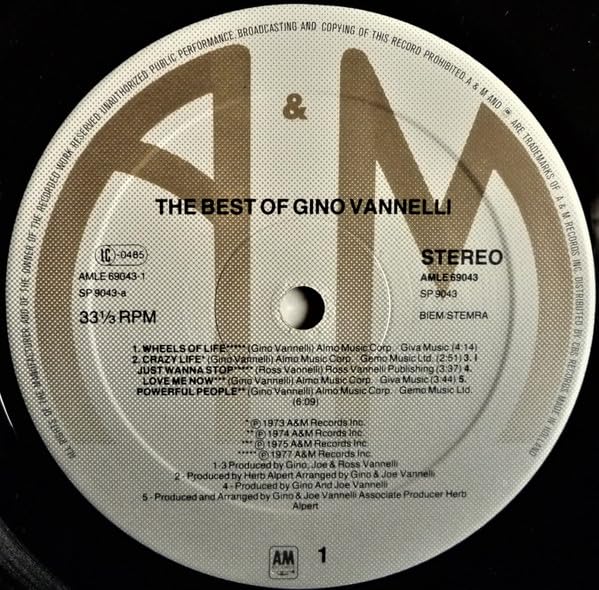 ALL RIGHTS OF THE MANUFACTURER AND OF THE OWNER OF THE RECORDED WORK RESERVED. UNAUTHORIZED PUBLIC PERFORMANCE, BROADCASTING AND COPYING OF THIS RECORD PROHIBITED. A & M AND ARE TRADEMARKS OF A & M RECORDS INC. DISTRIBUTED BY CBS MADE IN HOLLAND
A & M
THE BEST OF GINO VANNELLI
LC-0485
AMLE 69043-1
SP 9043-a
33⅓ RPM
STEREO
AMLE 69043
SP 9043
BIEM STEMRA
1. WHEELS OF LIFE***** (Gino Vannelli) Almo Music Corp. Giva Music (4:14)
2. CRAZY LIFE* (Gino Vannelli) Almo Music Corp. Gemo Music Ltd. (2:51) 3. I
JUST WANNA STOP***** (Ross Vannelli) Ross Vannelli Publishing (3:37) 4.
LOVE ME NOW*** (Gino Vannelli) Almo Music Corp. Giva Music (3:44) 5.
POWERFUL PEOPLE** (Gino Vannelli) Almo Music Corp. Gemo Music Ltd.
(6:09)
* ℗ 1973 A&M Records Inc.
** ℗ 1974 A&M Rcords Inc.
*** ℗ 1975 A&M Records Inc.
***** ℗ 1977 A&M Records Inc.
1-3 Produced by Gino, Joe & Ross Vannelli
2- Produced by Herb Alpert Arranged by Gino & Joe Vannelli
4 - Produced by Gino And Joe Vannelli
5 - Produced and Arranged by Gino & Joe Vannelli Associate Producer Herb
Alpert
AM
RECORDS
1